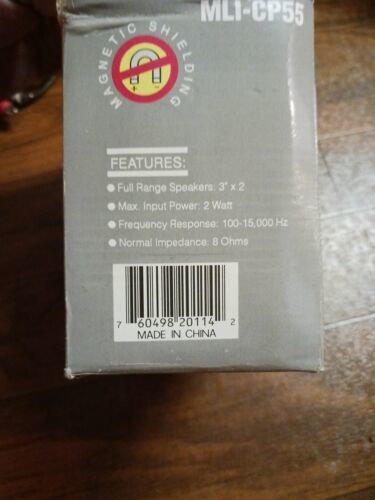 ML1-CP55
MAGNETIC SHIELDING
+ -
FEATURES:
Full Range Speakers: 3" x 2
Max. Input Power: 2 Watt
Frequency Response: 100-15,000 Hz
Normal Impedance: 8 Ohms
7 60498 20114 2
MADE IN CHINA